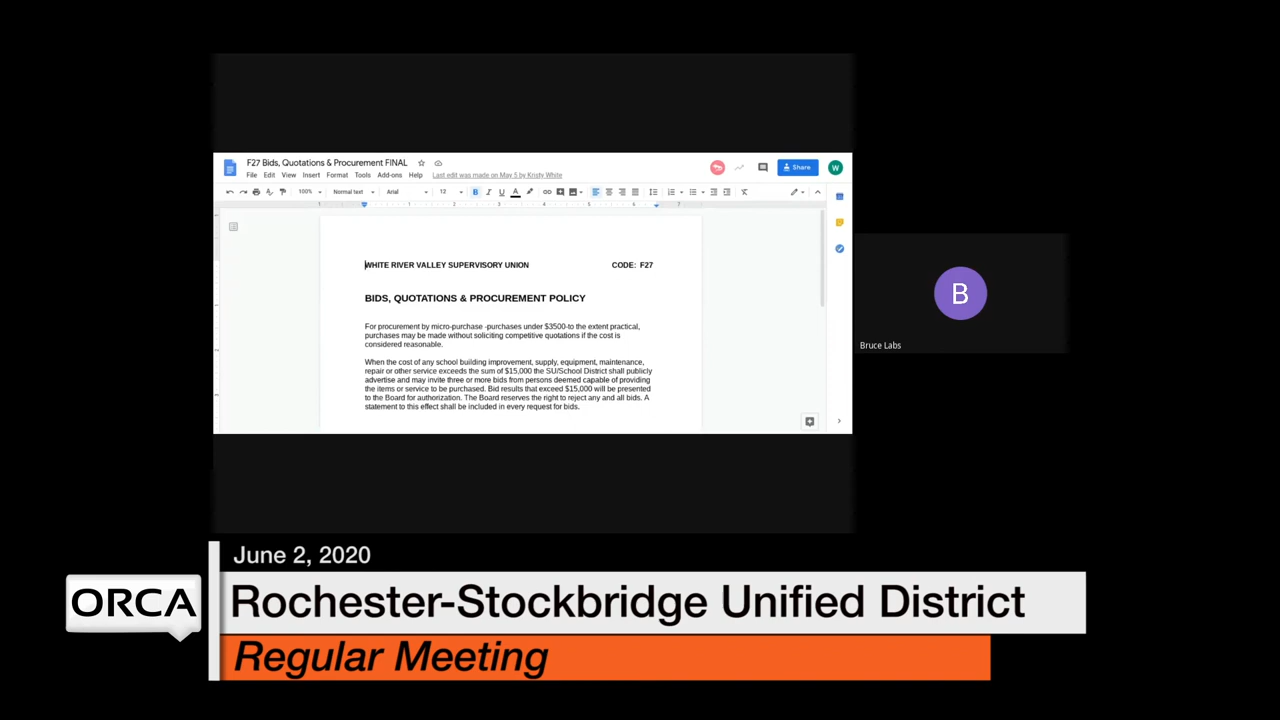 F27 Bids, Quotations & Procurement FINAL
Share
W
File Edit View Insert Format Tools Add-ons Help Last edit was made on May 5 by Kristy White
100% Normal text Arial 12 B I U A
1 1 2 3 4 5 6 7
WHITE RIVER VALLEY SUPERVISORY UNION CODE: F27
BIDS, QUOTATIONS & PROCUREMENT POLICY
For procurement by micro-purchase -purchases under $3500-to the extent practical,
purchases may be made without soliciting competitive quotations if the cost is
considered reasonable.
When the cost of any school building improvement, supply, equipment, maintenance,
repair or other service exceeds the sum of $15,000 the SU/School District shall publicly
advertise and may invite three or more bids from persons deemed capable of providing
the items or service to be purchased. Bid results that exceed $15,000 will be presented
to the Board for authorization. The Board reserves the right to reject any and all bids. A
statement to this effect shall be included in every request for bids.
B
Bruce Labs
June 2, 2020
ORCA
Rochester-Stockbridge Unified District
Regular Meeting